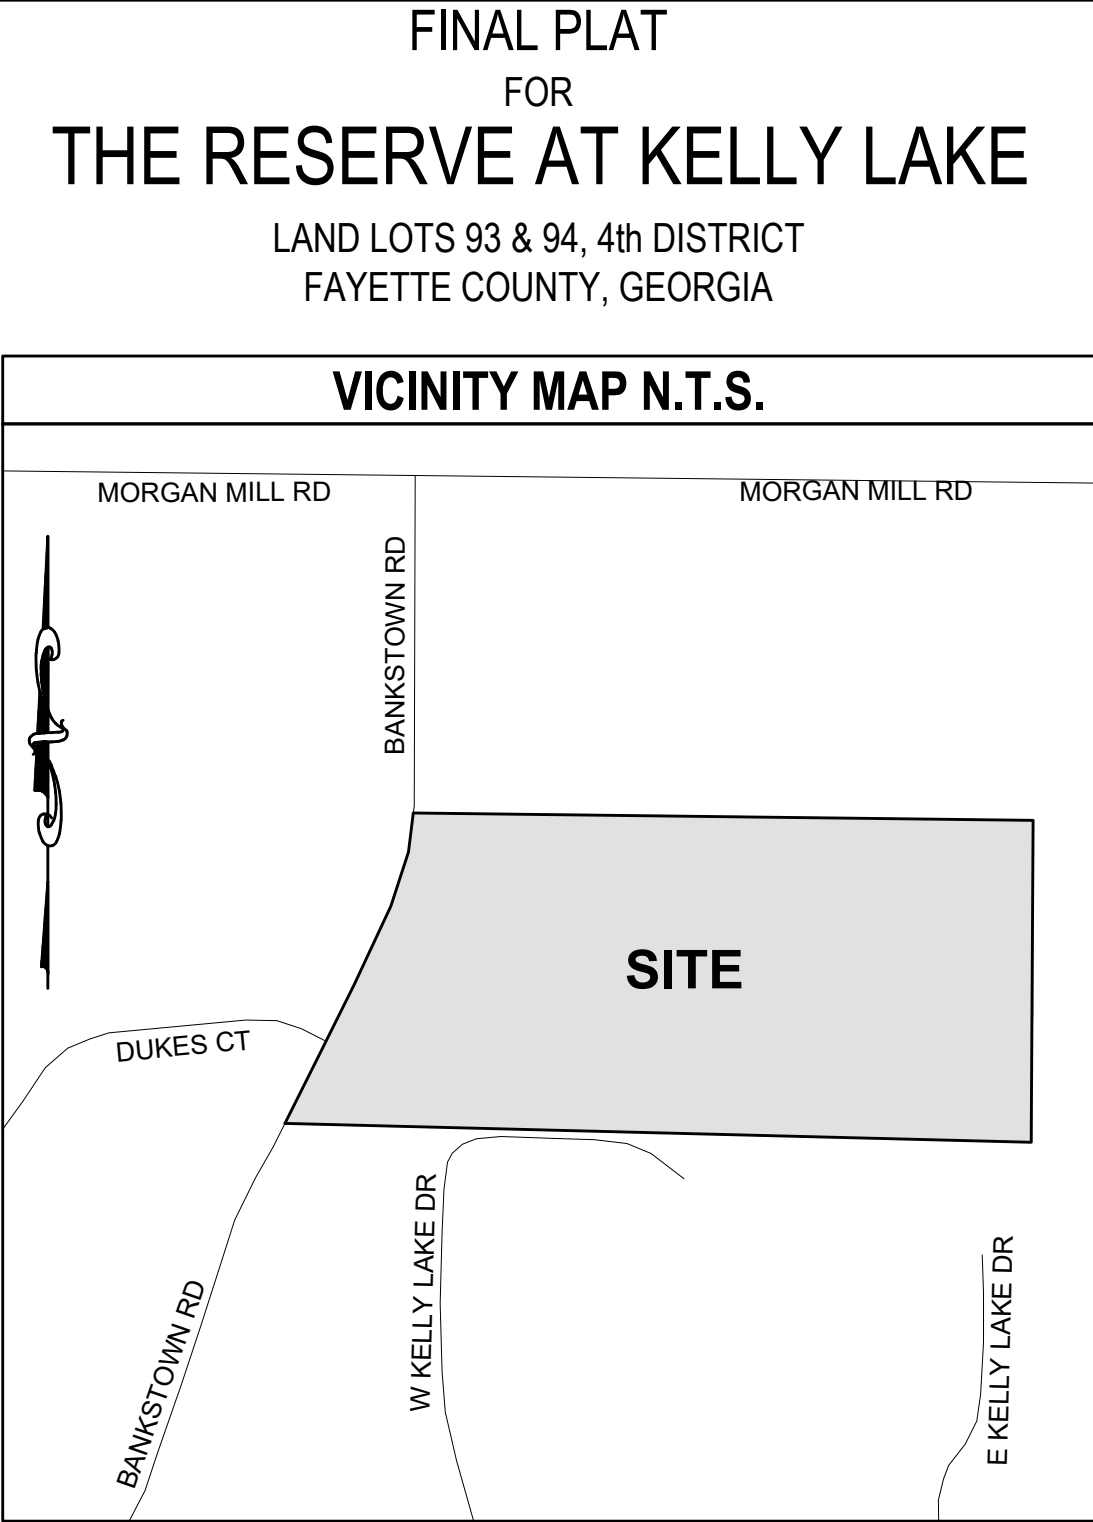 FINAL PLAT
FOR
THE RESERVE AT KELLY LAKE
LAND LOTS 93 & 94, 4th DISTRICT
FAYETTE COUNTY, GEORGIA
VICINITY MAP N.T.S.
MORGAN MILL RD
MORGAN MILL RD
BANKSTOWN RD
SITE
DUKES CT
W KELLY LAKE DR
E KELLY LAKE DR
BANKSTOWN RD